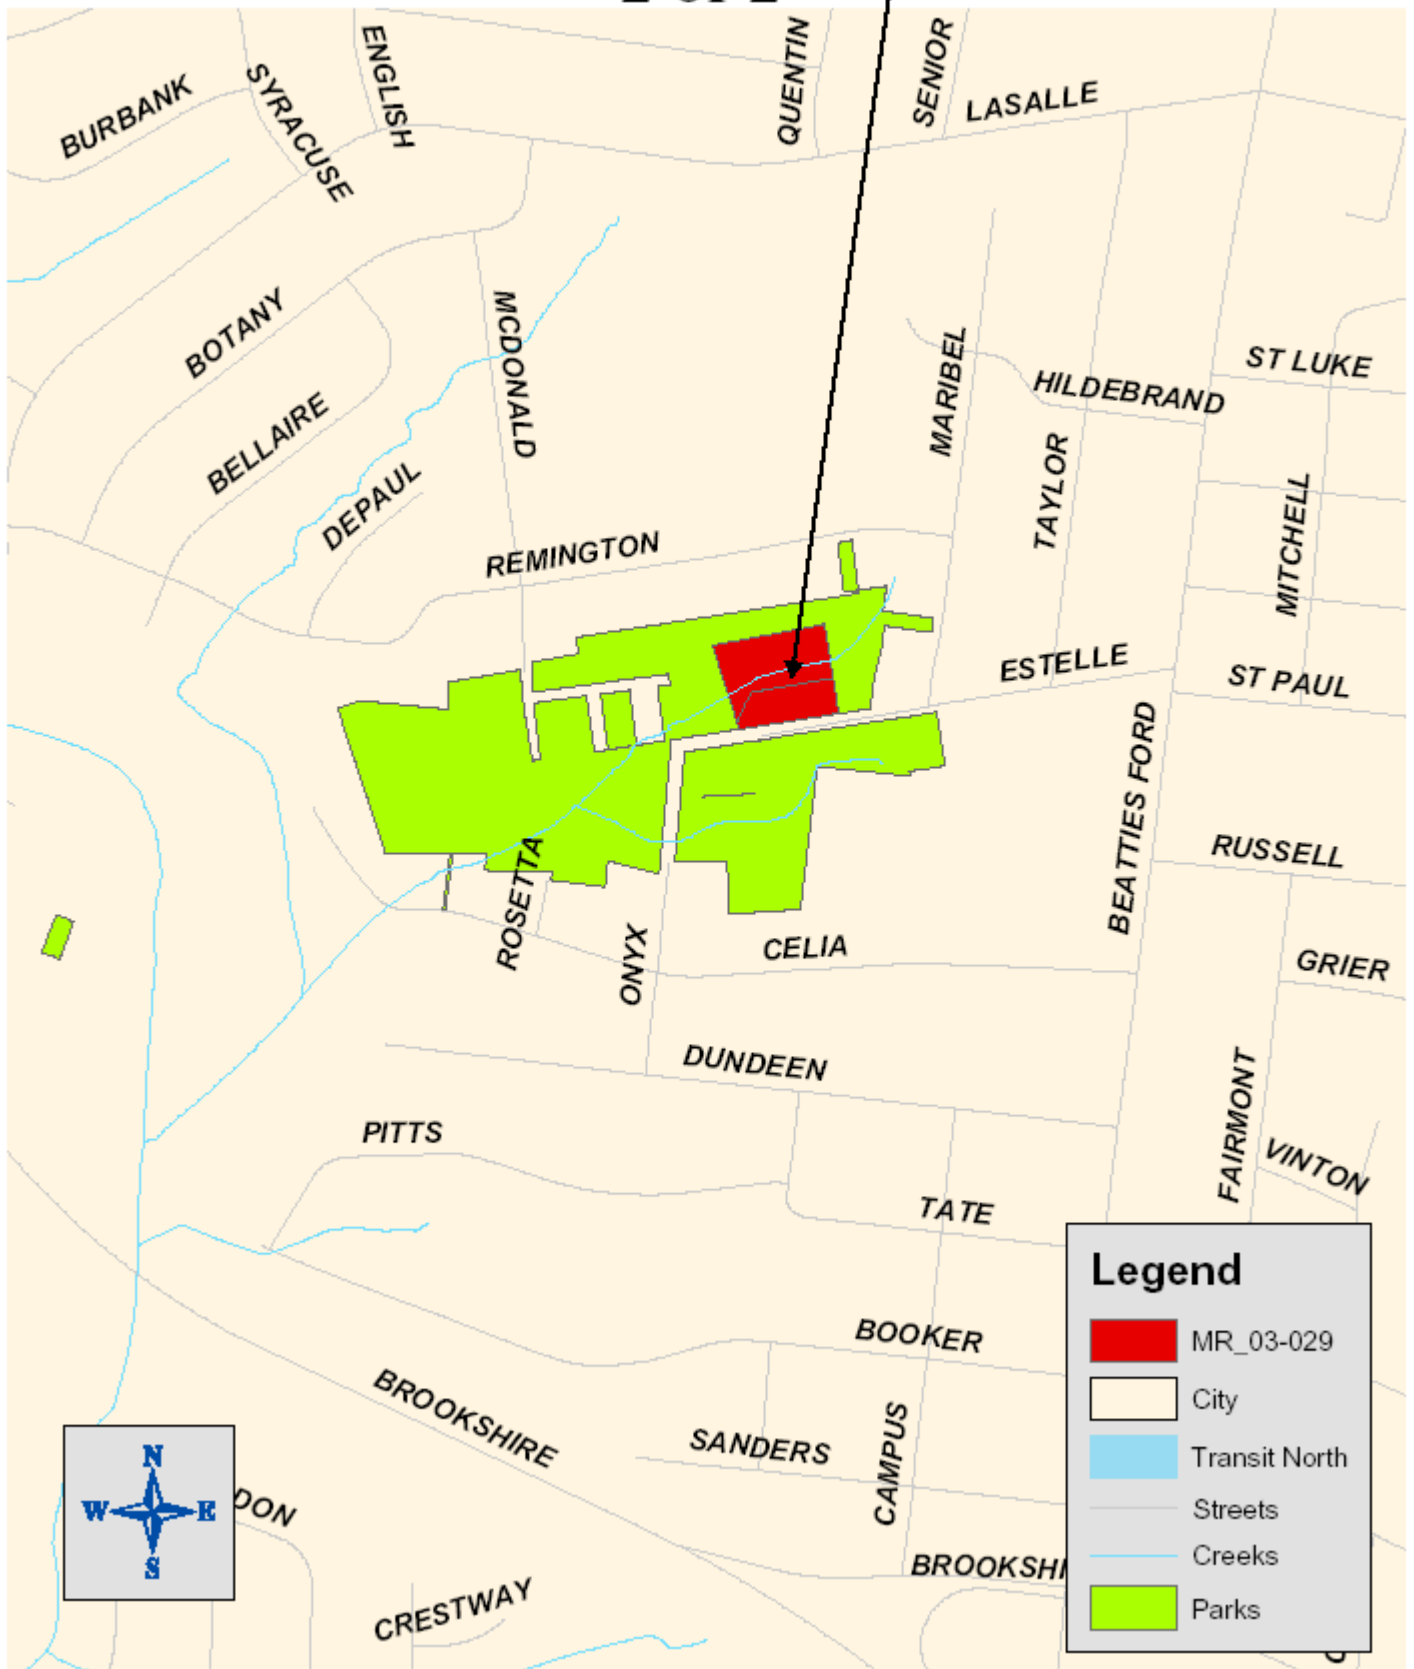 QUENTIN
SENIOR
ENGLISH
LASALLE
BURBANK
SYRACUSE
BOTANY
MCDONALD
MARIBEL
ST LUKE
HILDEBRAND
BELLAIRE
TAYLOR
DEPAUL
MITCHELL
REMINGTON
ESTELLE
ST PAUL
BEATTIES FORD
RUSSELL
ROSETTA
ONYX
CELIA
GRIER
DUNDEEN
FAIRMONT
PITTS
VINTON
TATE
BOOKER
BROOKSHIRE
SANDERS
CAMPUS
DON
BROOKSHI
CRESTWAY
N
W E
S
Legend
MR_03-029
City
Transit North
Streets
Creeks
Parks